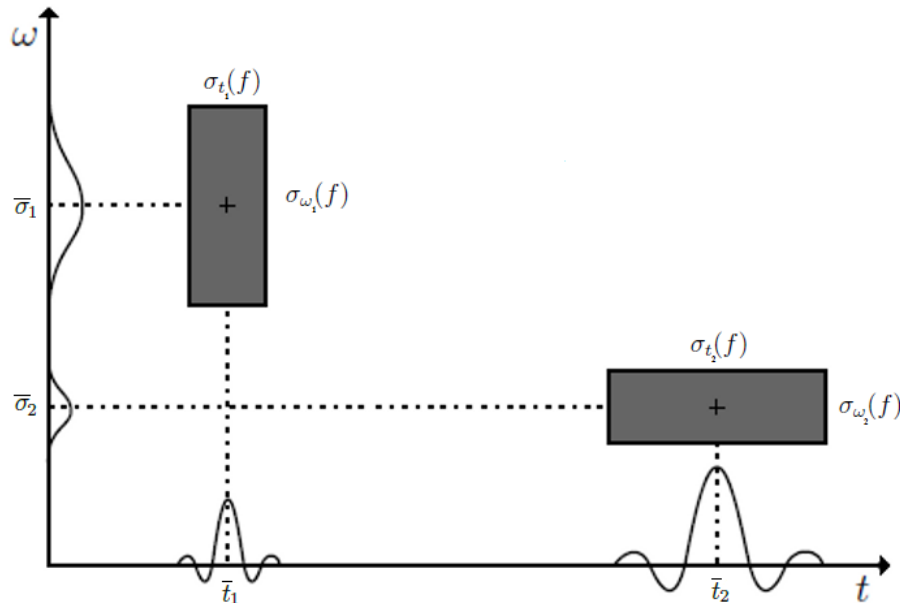 ω
σ_{t_1}(f)
σ̅_1
σ_{ω_1}(f)
σ_{t_2}(f)
σ̅_2
σ_{ω_2}(f)
t̅_1
t̅_2
t